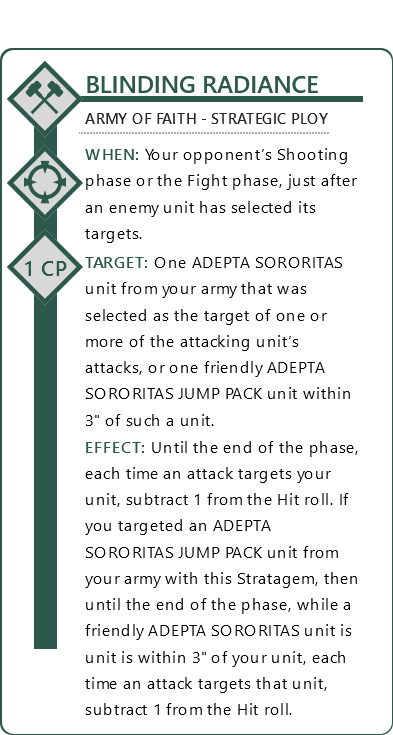 BLINDING RADIANCE
ARMY OF FAITH - STRATEGIC PLOY
WHEN: Your opponent's Shooting
phase or the Fight phase, just after
an enemy unit has selected its
targets.
1 CP
TARGET: One ADEPTA SORORITAS
unit from your army that was
selected as the target of one or
more of the attacking unit's
attacks, or one friendly ADEPTA
SORORITAS JUMP PACK unit within
3" of such a unit.
EFFECT: Until the end of the phase,
each time an attack targets your
unit, subtract 1 from the Hit roll. If
you targeted an ADEPTA
SORORITAS JUMP PACK unit from
your army with this Stratagem, then
until the end of the phase, while a
friendly ADEPTA SORORITAS unit is
unit is within 3" of your unit, each
time an attack targets that unit,
subtract 1 from the Hit roll.